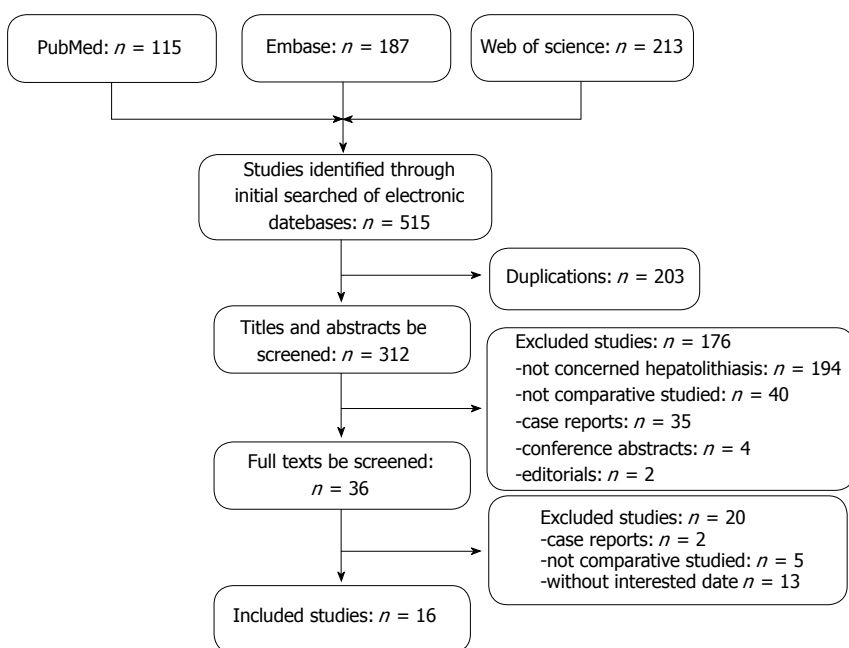 PubMed: n = 115
Embase: n = 187
Web of science: n = 213
Studies identified through
initial searched of electronic
datebases: n = 515
Duplications: n = 203
Titles and abstracts be
screened: n = 312
Excluded studies: n = 176
-not concerned hepatolithiasis: n = 194
-not comparative studied: n = 40
-case reports: n = 35
-conference abstracts: n = 4
-editorials: n = 2
Full texts be screened:
n = 36
Excluded studies: n = 20
-case reports: n = 2
-not comparative studied: n = 5
-without interested date n = 13
Included studies: n = 16